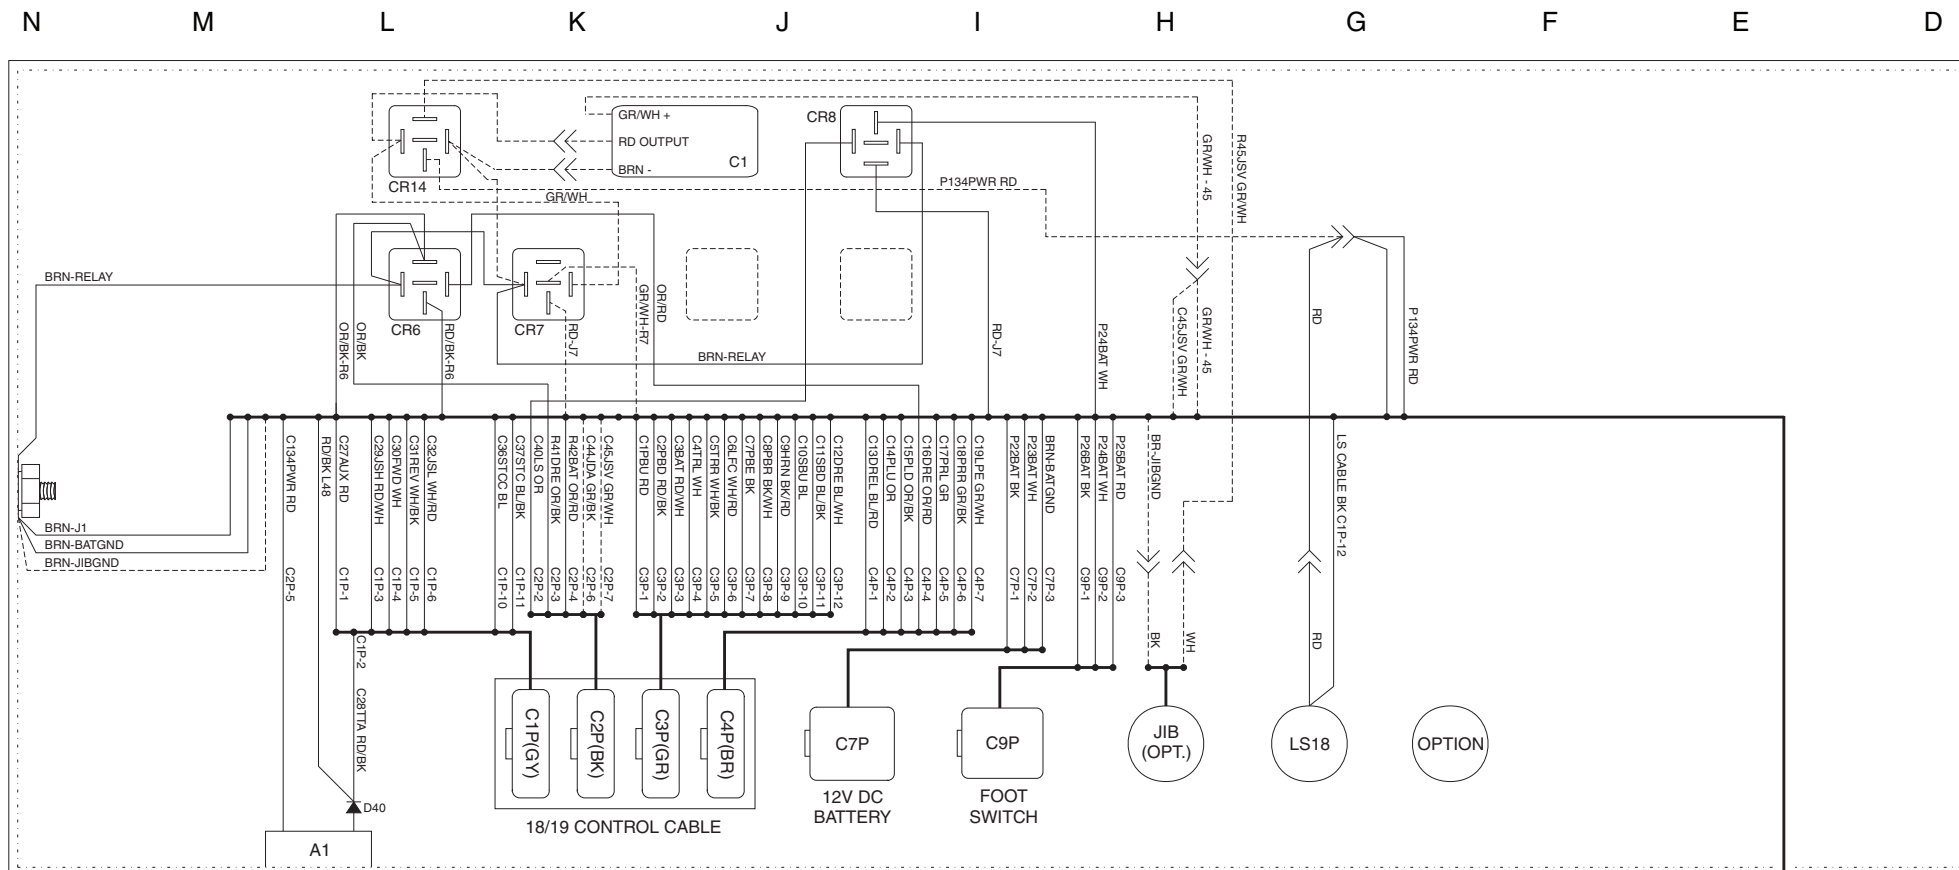 N M L K J I H G F E D
CR14
GR/WH +
RD OUTPUT
BRN -
C1
CR8
P134PWR RD
GR/WH
GR/WH - 45
R45JSV GR/WH
BRN-RELAY
CR6
CR7
OR/BK-R6
OR/BK
RD/BK-R6
RD-J7
GR/WH-R7
OR/RD
BRN-RELAY
RD-J7
P24BAT WH
C45JSV GR/WH
GR/WH - 45
RD
P134PWR RD
BRN-J1
BRN-BATGND
BRN-JIBGND
C134PWR RD C2P-5
RD/BK L48
C27AUX RD C1P-1
C29JSH RD/WH C1P-3
C30FWD WH C1P-4
C31REV WH/BK C1P-5
C32JSL WH/RD C1P-6
C36STCC BL C1P-10
C37STC BL/BK C1P-11
C40LS OR C2P-2
R41DRE OR/BK C2P-3
R42BAT OR/RD C2P-4
C44JDA GR/BK C2P-6
C45JSV GR/WH C2P-7
C1PBU RD C3P-1
C2PBD RD/BK C3P-2
C3BAT RD/WH C3P-3
C4TRL WH C3P-4
C5TRR WH/BK C3P-5
C6LFC WH/RD C3P-6
C7PBE BK C3P-7
C8PBR BK/WH C3P-8
C9HRN BK/RD C3P-9
C10SBU BL C3P-10
C11SBD BL/BK C3P-11
C12DRE BL/WH C3P-12
C13DREL BL/RD C4P-1
C14PLU OR C4P-2
C15PLD OR/BK C4P-3
C16DRE OR/RD C4P-4
C17PRL GR C4P-5
C18PRR GR/BK C4P-6
C19LPE GR/WH C4P-7
P22BAT BK C7P-1
P23BAT WH C7P-2
BRN-BATGND C7P-3
P26BAT BK C9P-1
P24BAT WH C9P-2
P25BAT RD C9P-3
BR-JIBGND
LS CABLE BK C1P-12
BK
WH
RD
C1P-2
C28TTA RD/BK
D40
A1
C1P(GY)
C2P(BK)
C3P(GR)
C4P(BR)
18/19 CONTROL CABLE
C7P
12V DC
BATTERY
C9P
FOOT
SWITCH
JIB
(OPT.)
LS18
OPTION